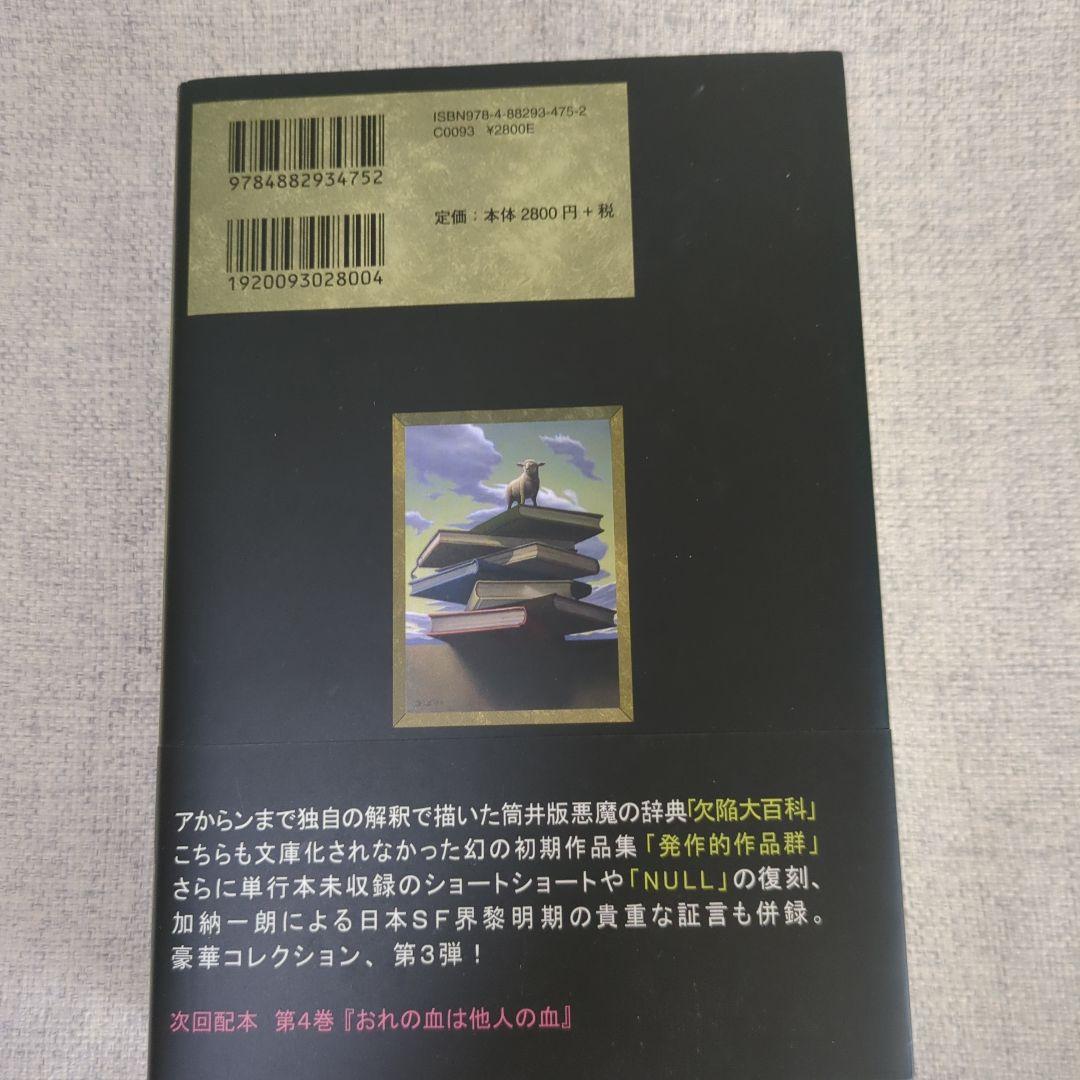 ISBN978-4-88293-475-2
C0093 ¥2800E
9784882934752
定価：本体 2800 円＋税
1920093028004
アからンまで独自の解釈で描いた筒井版悪魔の辞典「欠陥大百科」
こちらも文庫化されなかった幻の初期作品集「発作的作品群」
さらに単行本未収録のショートショートや「NULL」の復刻、
加納一朗による日本SF界黎明期の貴重な証言も併録。
豪華コレクション、第3弾！
次回配本 第4巻『おれの血は他人の血』